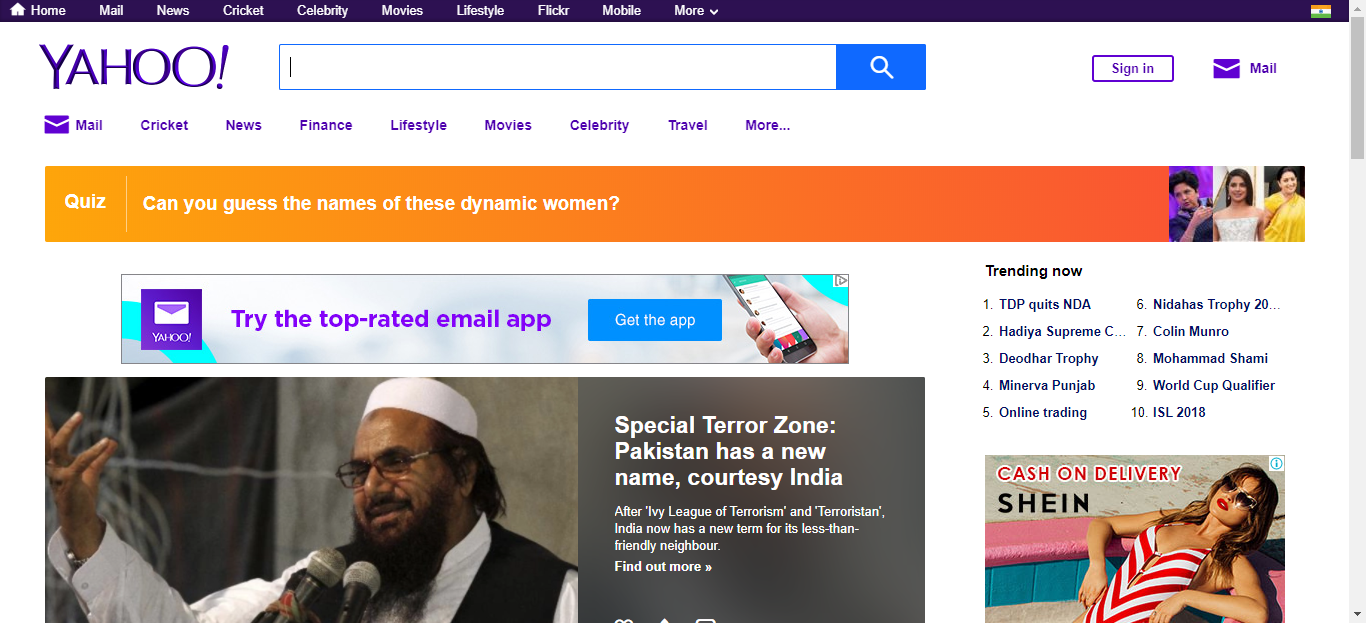 Home Mail News Cricket Celebrity Movies Lifestyle Flickr Mobile More
YAHOO!
Sign in
Mail
Mail Cricket News Finance Lifestyle Movies Celebrity Travel More...
Quiz
Can you guess the names of these dynamic women?
YAHOO!
Try the top-rated email app
Get the app
Special Terror Zone:
Pakistan has a new
name, courtesy India
After 'Ivy League of Terrorism' and 'Terroristan',
India now has a new term for its less-than-
friendly neighbour.
Find out more »
Trending now
1. TDP quits NDA
2. Hadiya Supreme C...
3. Deodhar Trophy
4. Minerva Punjab
5. Online trading
6. Nidahas Trophy 20...
7. Colin Munro
8. Mohammad Shami
9. World Cup Qualifier
10. ISL 2018
CASH ON DELIVERY
SHEIN